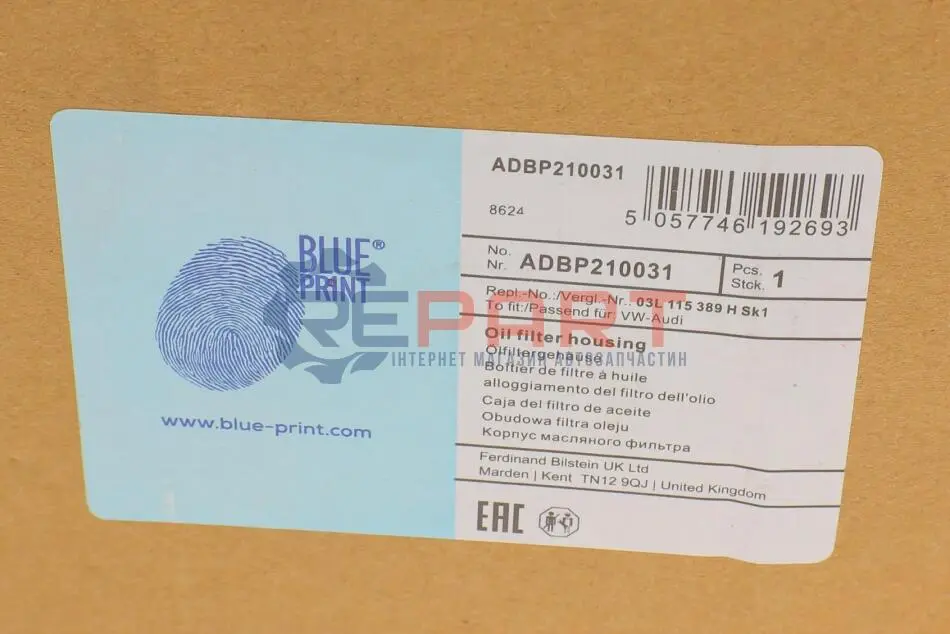 BLUE®
PRINT
www.blue-print.com
ADBP210031
8624
5 057746 192693
No.
Nr. ADBP210031
Pcs.
Stck. 1
Repl.-No.:/Vergl.-Nr.: 03L 115 389 H Sk1
To fit:/Passend für: VW-Audi
Oil filter housing
Ölfiltergehäuse
Boîtier de filtre à huile
alloggiamento del filtro dell'olio
Caja del filtro de aceite
Obudowa filtra oleju
Корпус масляного фильтра
Ferdinand Bilstein UK Ltd
Marden | Kent TN12 9QJ | United Kingdom
EAC
REPART
ІНТЕРНЕТ МАГАЗИН АВТОЗАПЧАСТИН